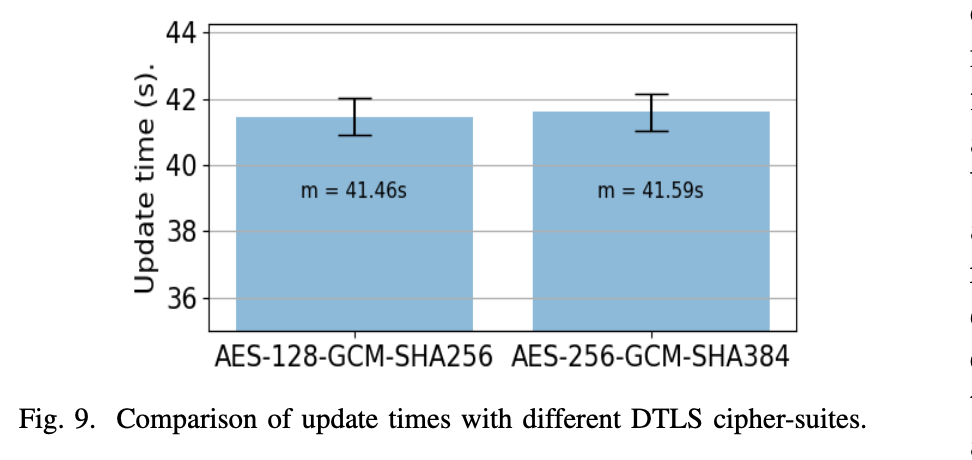 44
42
40
38
36
Update time (s).
m = 41.46s
m = 41.59s
AES-128-GCM-SHA256 AES-256-GCM-SHA384
Fig. 9. Comparison of update times with different DTLS cipher-suites.